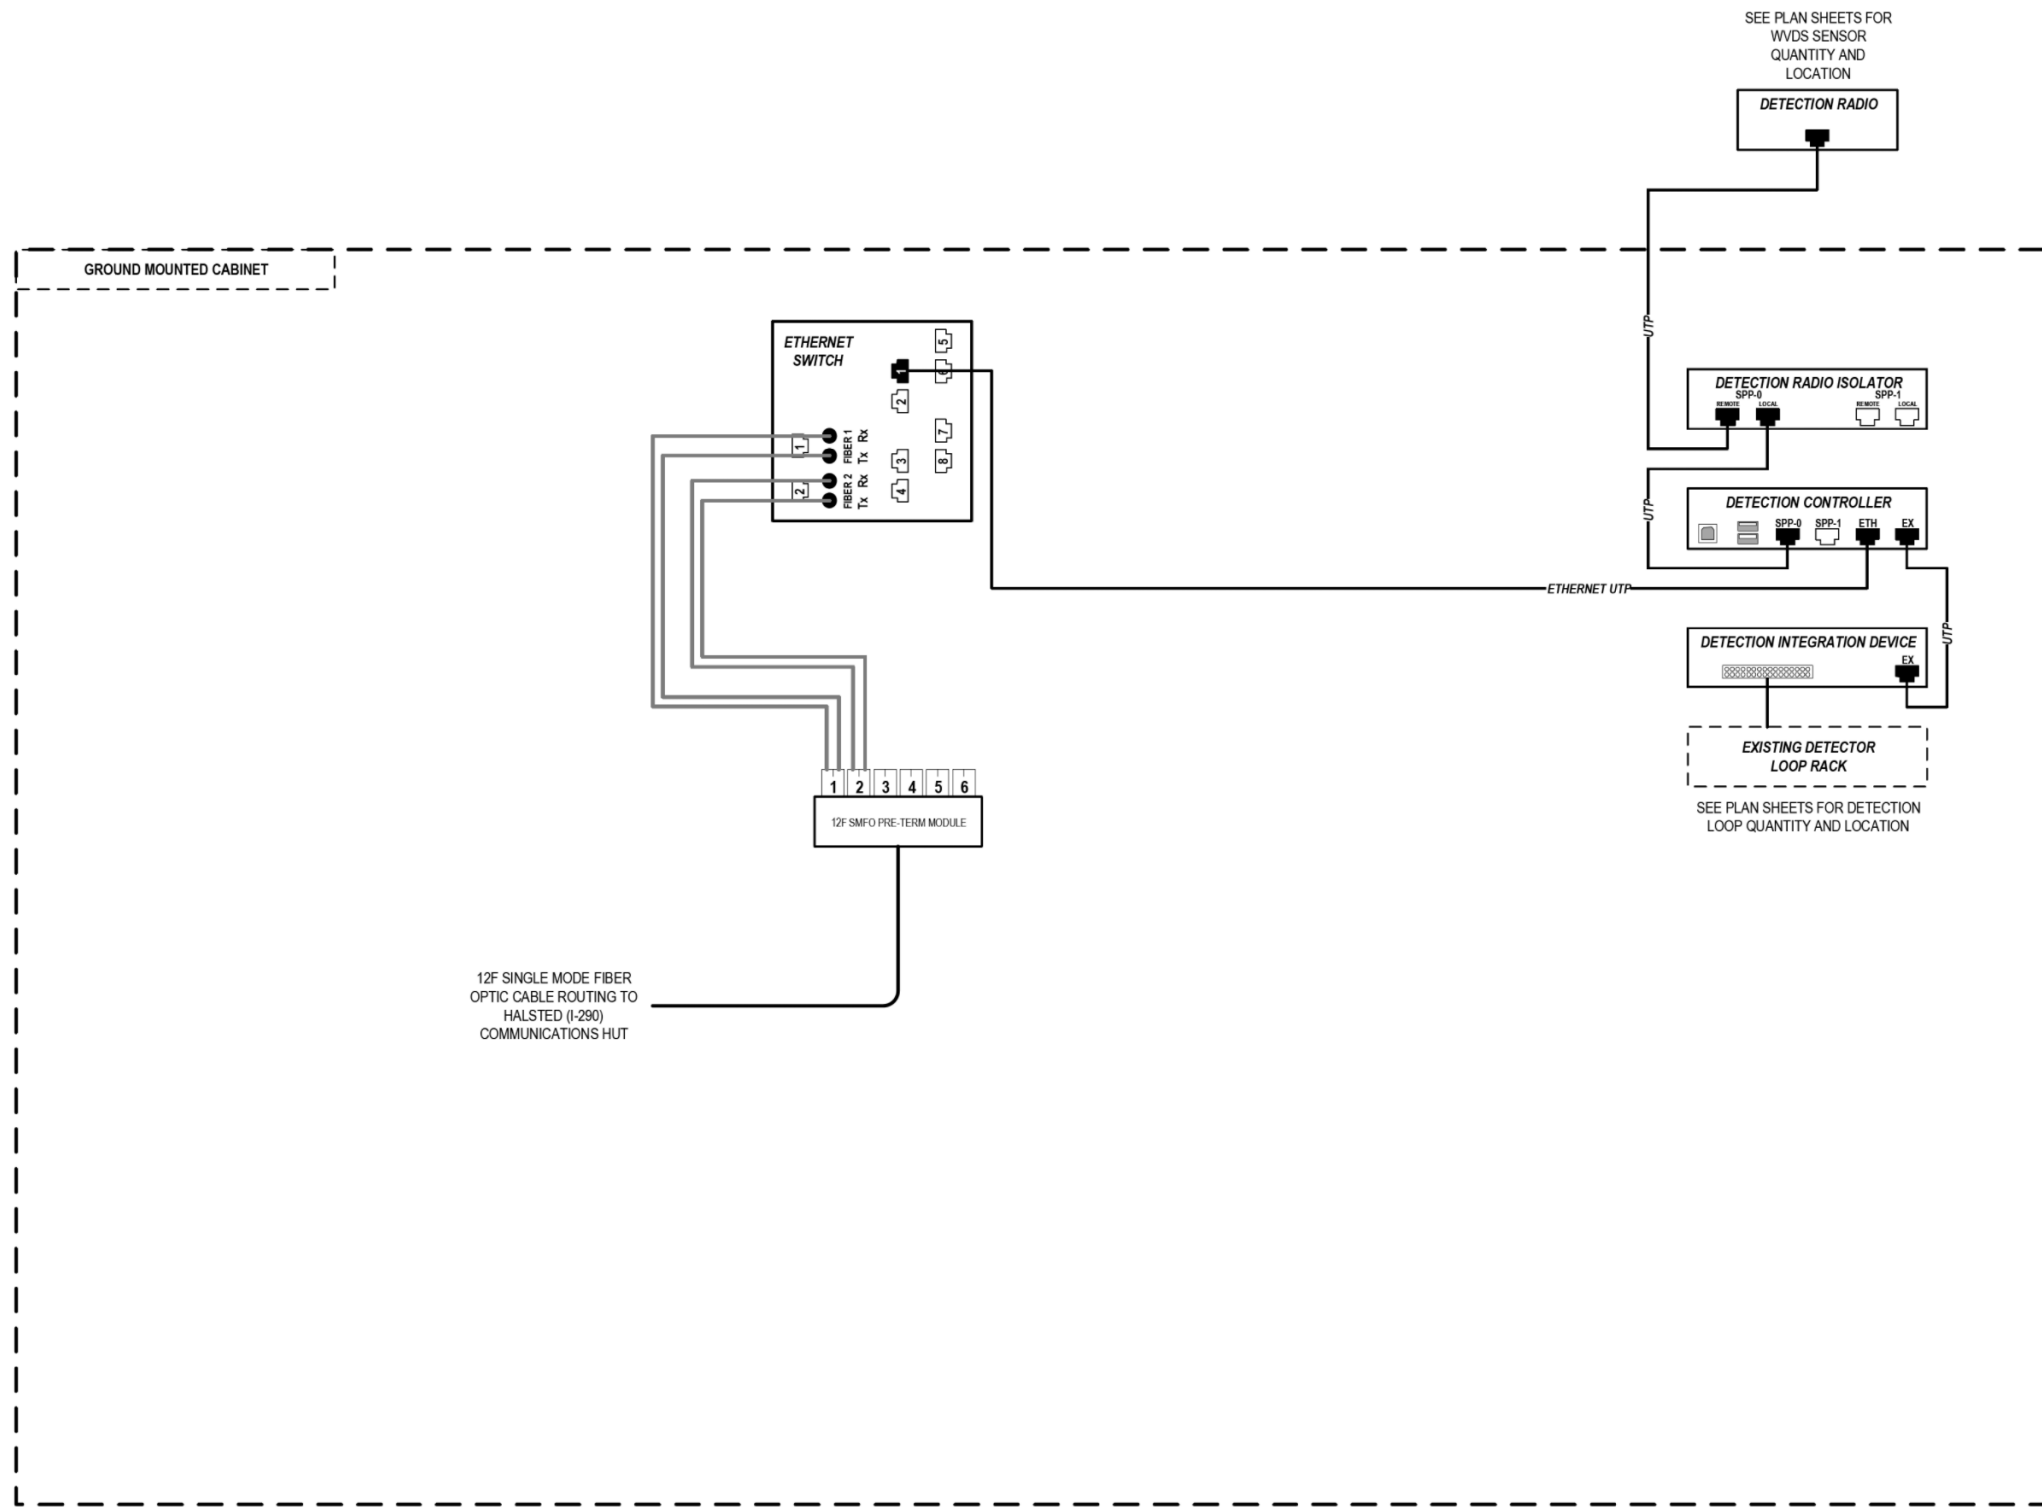 SEE PLAN SHEETS FOR
WVDS SENSOR
QUANTITY AND
LOCATION
DETECTION RADIO
GROUND MOUNTED CABINET
UTP
ETHERNET
SWITCH
1
2
3
4
5
6
7
8
1
2
FIBER 1
Rx
Tx
FIBER 2
Rx
Tx
DETECTION RADIO ISOLATOR
SPP-0
SPP-1
REMOTE
LOCAL
REMOTE
LOCAL
UTP
DETECTION CONTROLLER
SPP-0
SPP-1
ETH
EX
ETHERNET UTP
UTP
DETECTION INTEGRATION DEVICE
EX
EXISTING DETECTOR
LOOP RACK
SEE PLAN SHEETS FOR DETECTION
LOOP QUANTITY AND LOCATION
1 2 3 4 5 6
12F SMFO PRE-TERM MODULE
12F SINGLE MODE FIBER
OPTIC CABLE ROUTING TO
HALSTED (I-290)
COMMUNICATIONS HUT